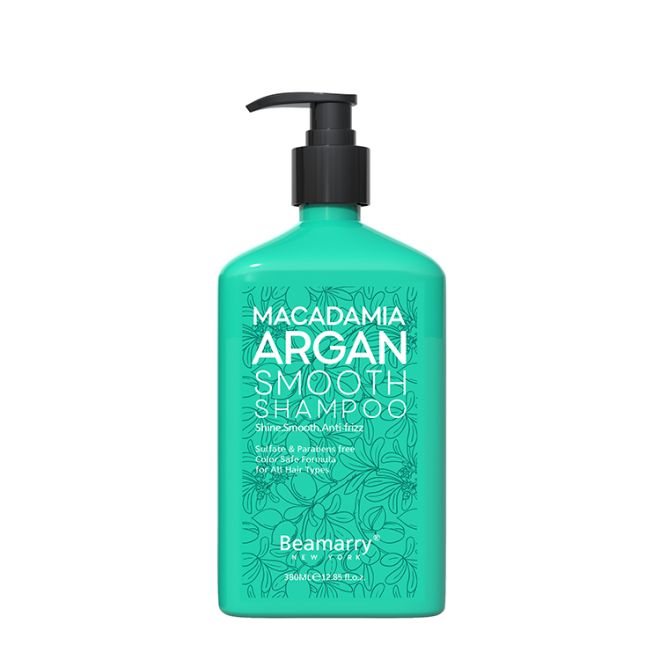 MACADAMIA
ARGAN
SMOOTH
SHAMPOO
Shine.Smooth.Anti-frizz
Sulfate & Parabens free
Color Safe Formula
for All Hair Types
Beamarry®
NEW YORK
380ML℮12.85 fl.o.z.